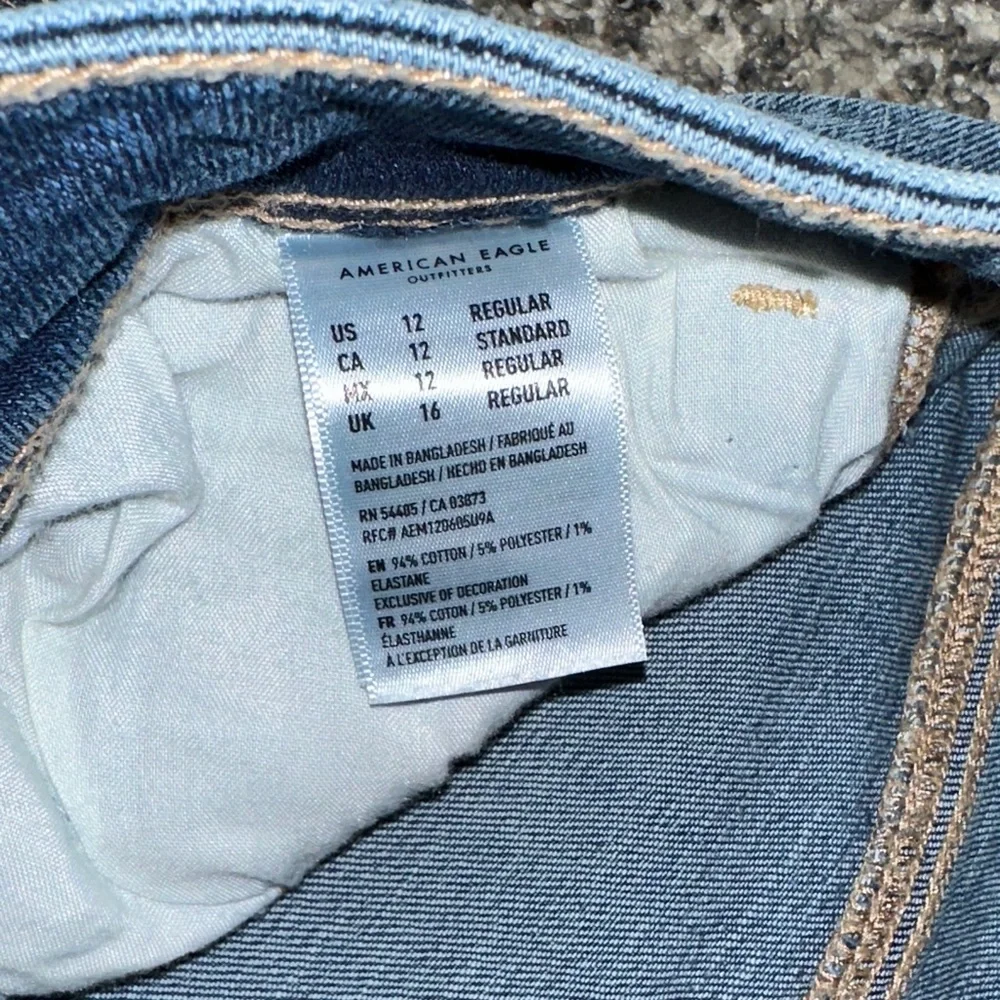 AMERICAN EAGLE
OUTFITTERS
US 12 REGULAR
CA 12 STANDARD
MX 12 REGULAR
UK 16 REGULAR
MADE IN BANGLADESH / FABRIQUÉ AU
BANGLADESH / HECHO EN BANGLADESH
RN 54485 / CA 03873
RFC# AEM120605U9A
EN 94% COTTON / 5% POLYESTER / 1%
ELASTANE
EXCLUSIVE OF DECORATION
FR 94% COTON / 5% POLYESTER / 1%
ÉLASTHANNE
À L'EXCEPTION DE LA GARNITURE